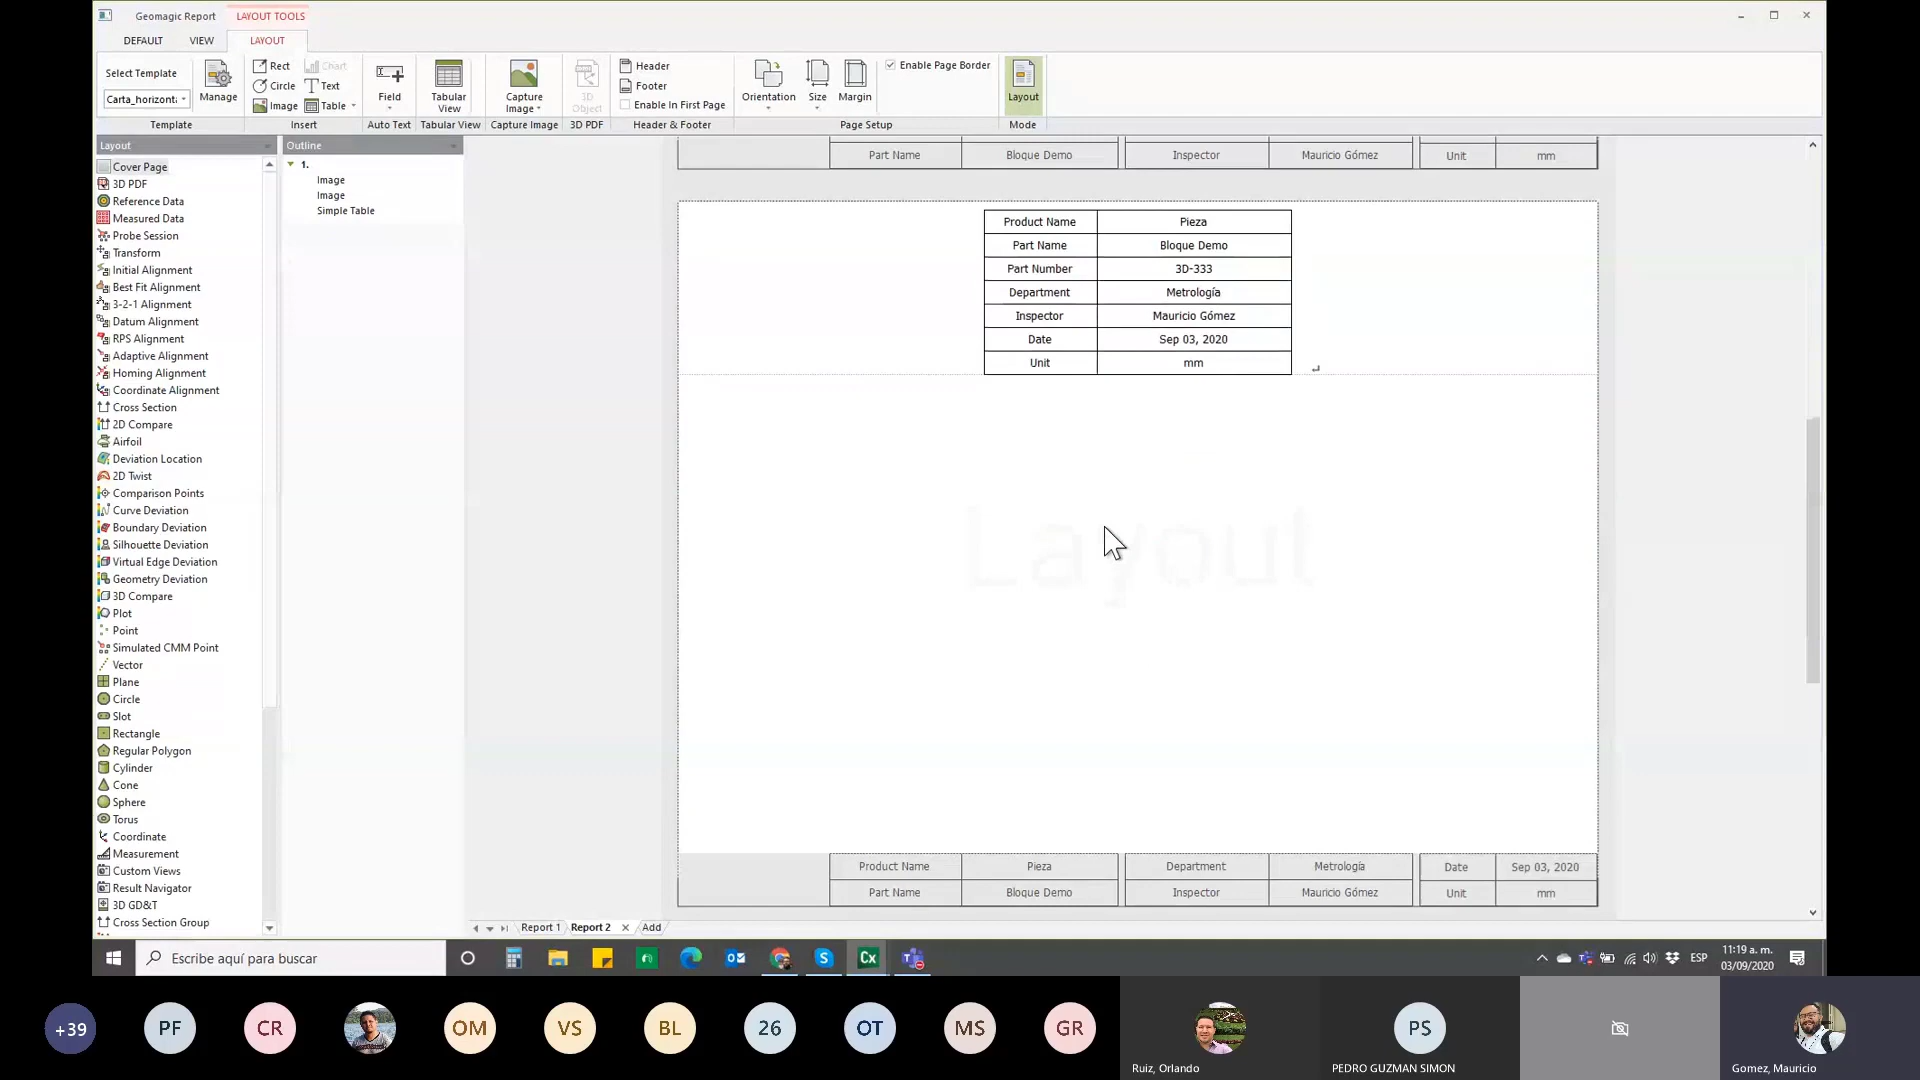 Geomagic Report
LAYOUT TOOLS
DEFAULT
VIEW
LAYOUT
Select Template
Carta_horizont
Template
Manage
Rect
Chart
Circle
Text
Image
Table
Insert
Field
Auto Text
Tabular View
Tabular View
Capture Image
Capture Image
3D Object
3D PDF
Header
Footer
Enable In First Page
Header & Footer
Orientation
Size
Margin
Enable Page Border
Page Setup
Layout
Mode
Layout
Cover Page
3D PDF
Reference Data
Measured Data
Probe Session
Transform
Initial Alignment
Best Fit Alignment
3-2-1 Alignment
Datum Alignment
RPS Alignment
Adaptive Alignment
Homing Alignment
Coordinate Alignment
Cross Section
2D Compare
Airfoil
Deviation Location
2D Twist
Comparison Points
Curve Deviation
Boundary Deviation
Silhouette Deviation
Virtual Edge Deviation
Geometry Deviation
3D Compare
Plot
Point
Simulated CMM Point
Vector
Plane
Circle
Slot
Rectangle
Regular Polygon
Cylinder
Cone
Sphere
Torus
Coordinate
Measurement
Custom Views
Result Navigator
3D GD&T
Cross Section Group
Outline
1.
Image
Image
Simple Table
Part Name Bloque Demo Inspector Mauricio Gómez Unit mm
Product Name Pieza
Part Name Bloque Demo
Part Number 3D-333
Department Metrología
Inspector Mauricio Gómez
Date Sep 03, 2020
Unit mm
Layout
Product Name Pieza Department Metrología Date Sep 03, 2020
Part Name Bloque Demo Inspector Mauricio Gómez Unit mm
Report 1 Report 2 Add
Escribe aquí para buscar
Cx
ESP
11:19 a. m.
03/09/2020
+39
PF
CR
OM
VS
BL
26
OT
MS
GR
Ruiz, Orlando
PS
PEDRO GUZMAN SIMON
Gomez, Mauricio